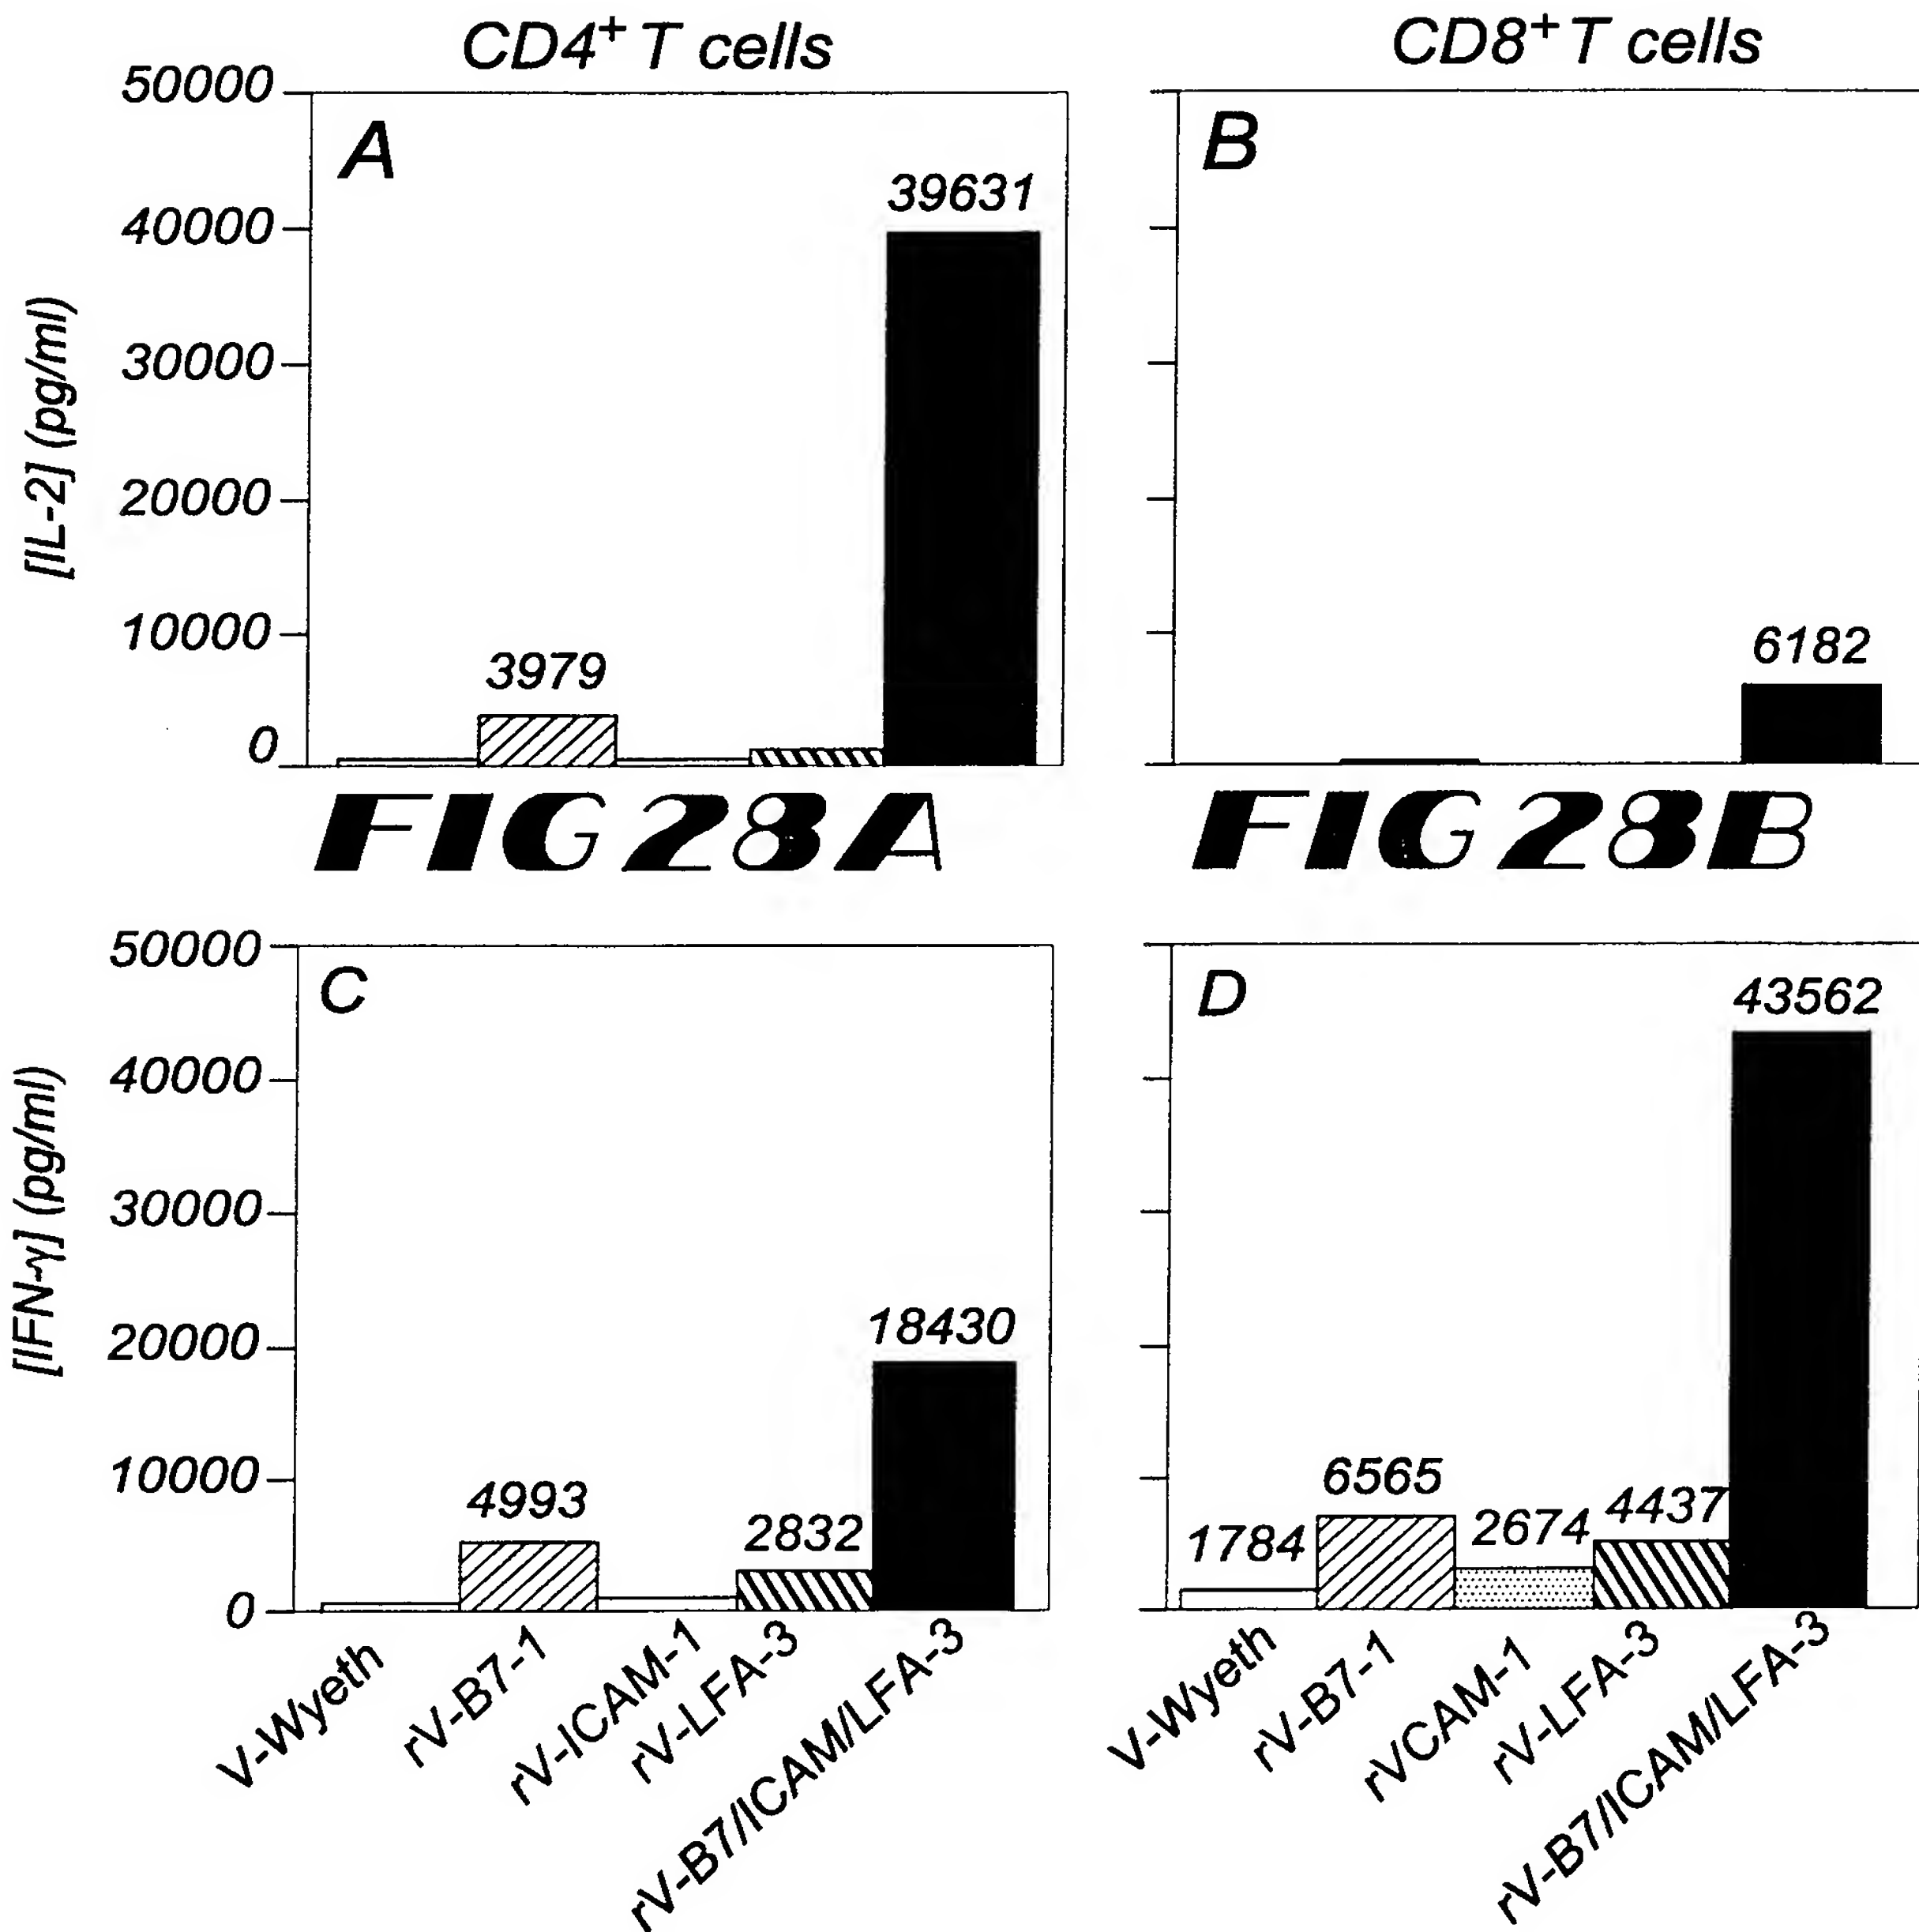 CD4+ T cells
CD8+ T cells
[IL-2] (pg/ml)
50000
40000
30000
20000
10000
0
A
39631
3979
B
6182
FIG 28A
FIG 28B
[IFN-γ] (pg/ml)
50000
40000
30000
20000
10000
0
C
4993
2832
18430
D
1784
6565
2674
4437
43562
V-Wyeth
rV-B7-1
rV-ICAM-1
rV-LFA-3
rV-B7/ICAM/LFA-3
V-Wyeth
rV-B7-1
rVCAM-1
rV-LFA-3
rV-B7/ICAM/LFA-3